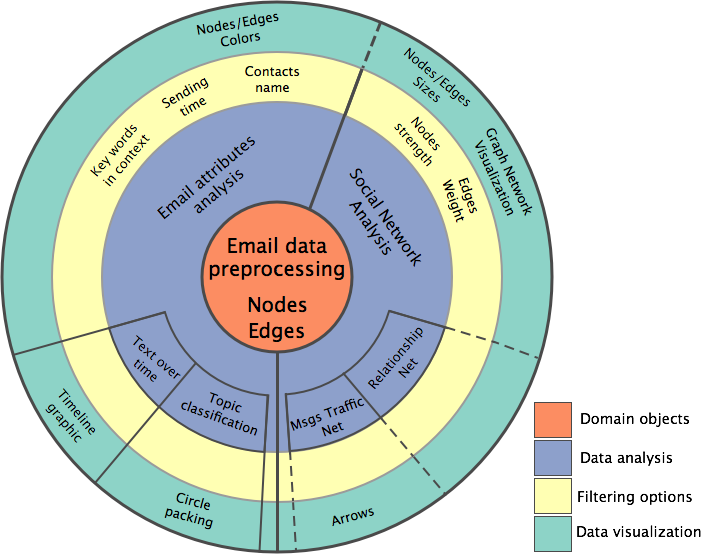 Nodes/Edges
Colors
Nodes/Edges
Sizes
Graph Network
Visualization
Contacts
name
Sending
time
Key words
in context
Nodes
strength
Edges
Weight
Email attributes
analysis
Social Network
Analysis
Email data
preprocessing
Nodes
Edges
Text over
time
Topic
classification
Msgs Traffic
Net
Relationship
Net
Timeline
graphic
Circle
packing
Arrows
Domain objects
Data analysis
Filtering options
Data visualization